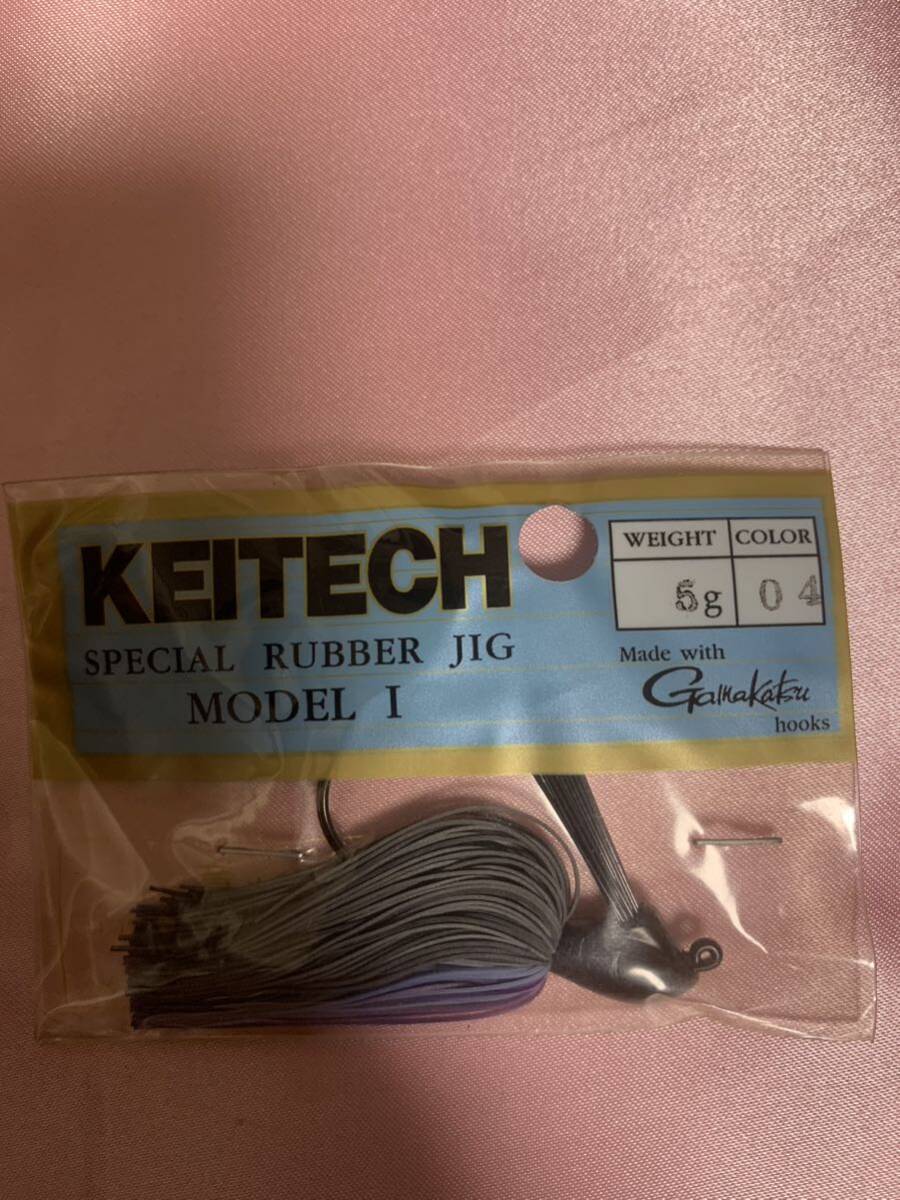 KEITECH
SPECIAL RUBBER JIG
MODEL I
WEIGHT COLOR
5g 04
Made with
Gamakatsu
hooks